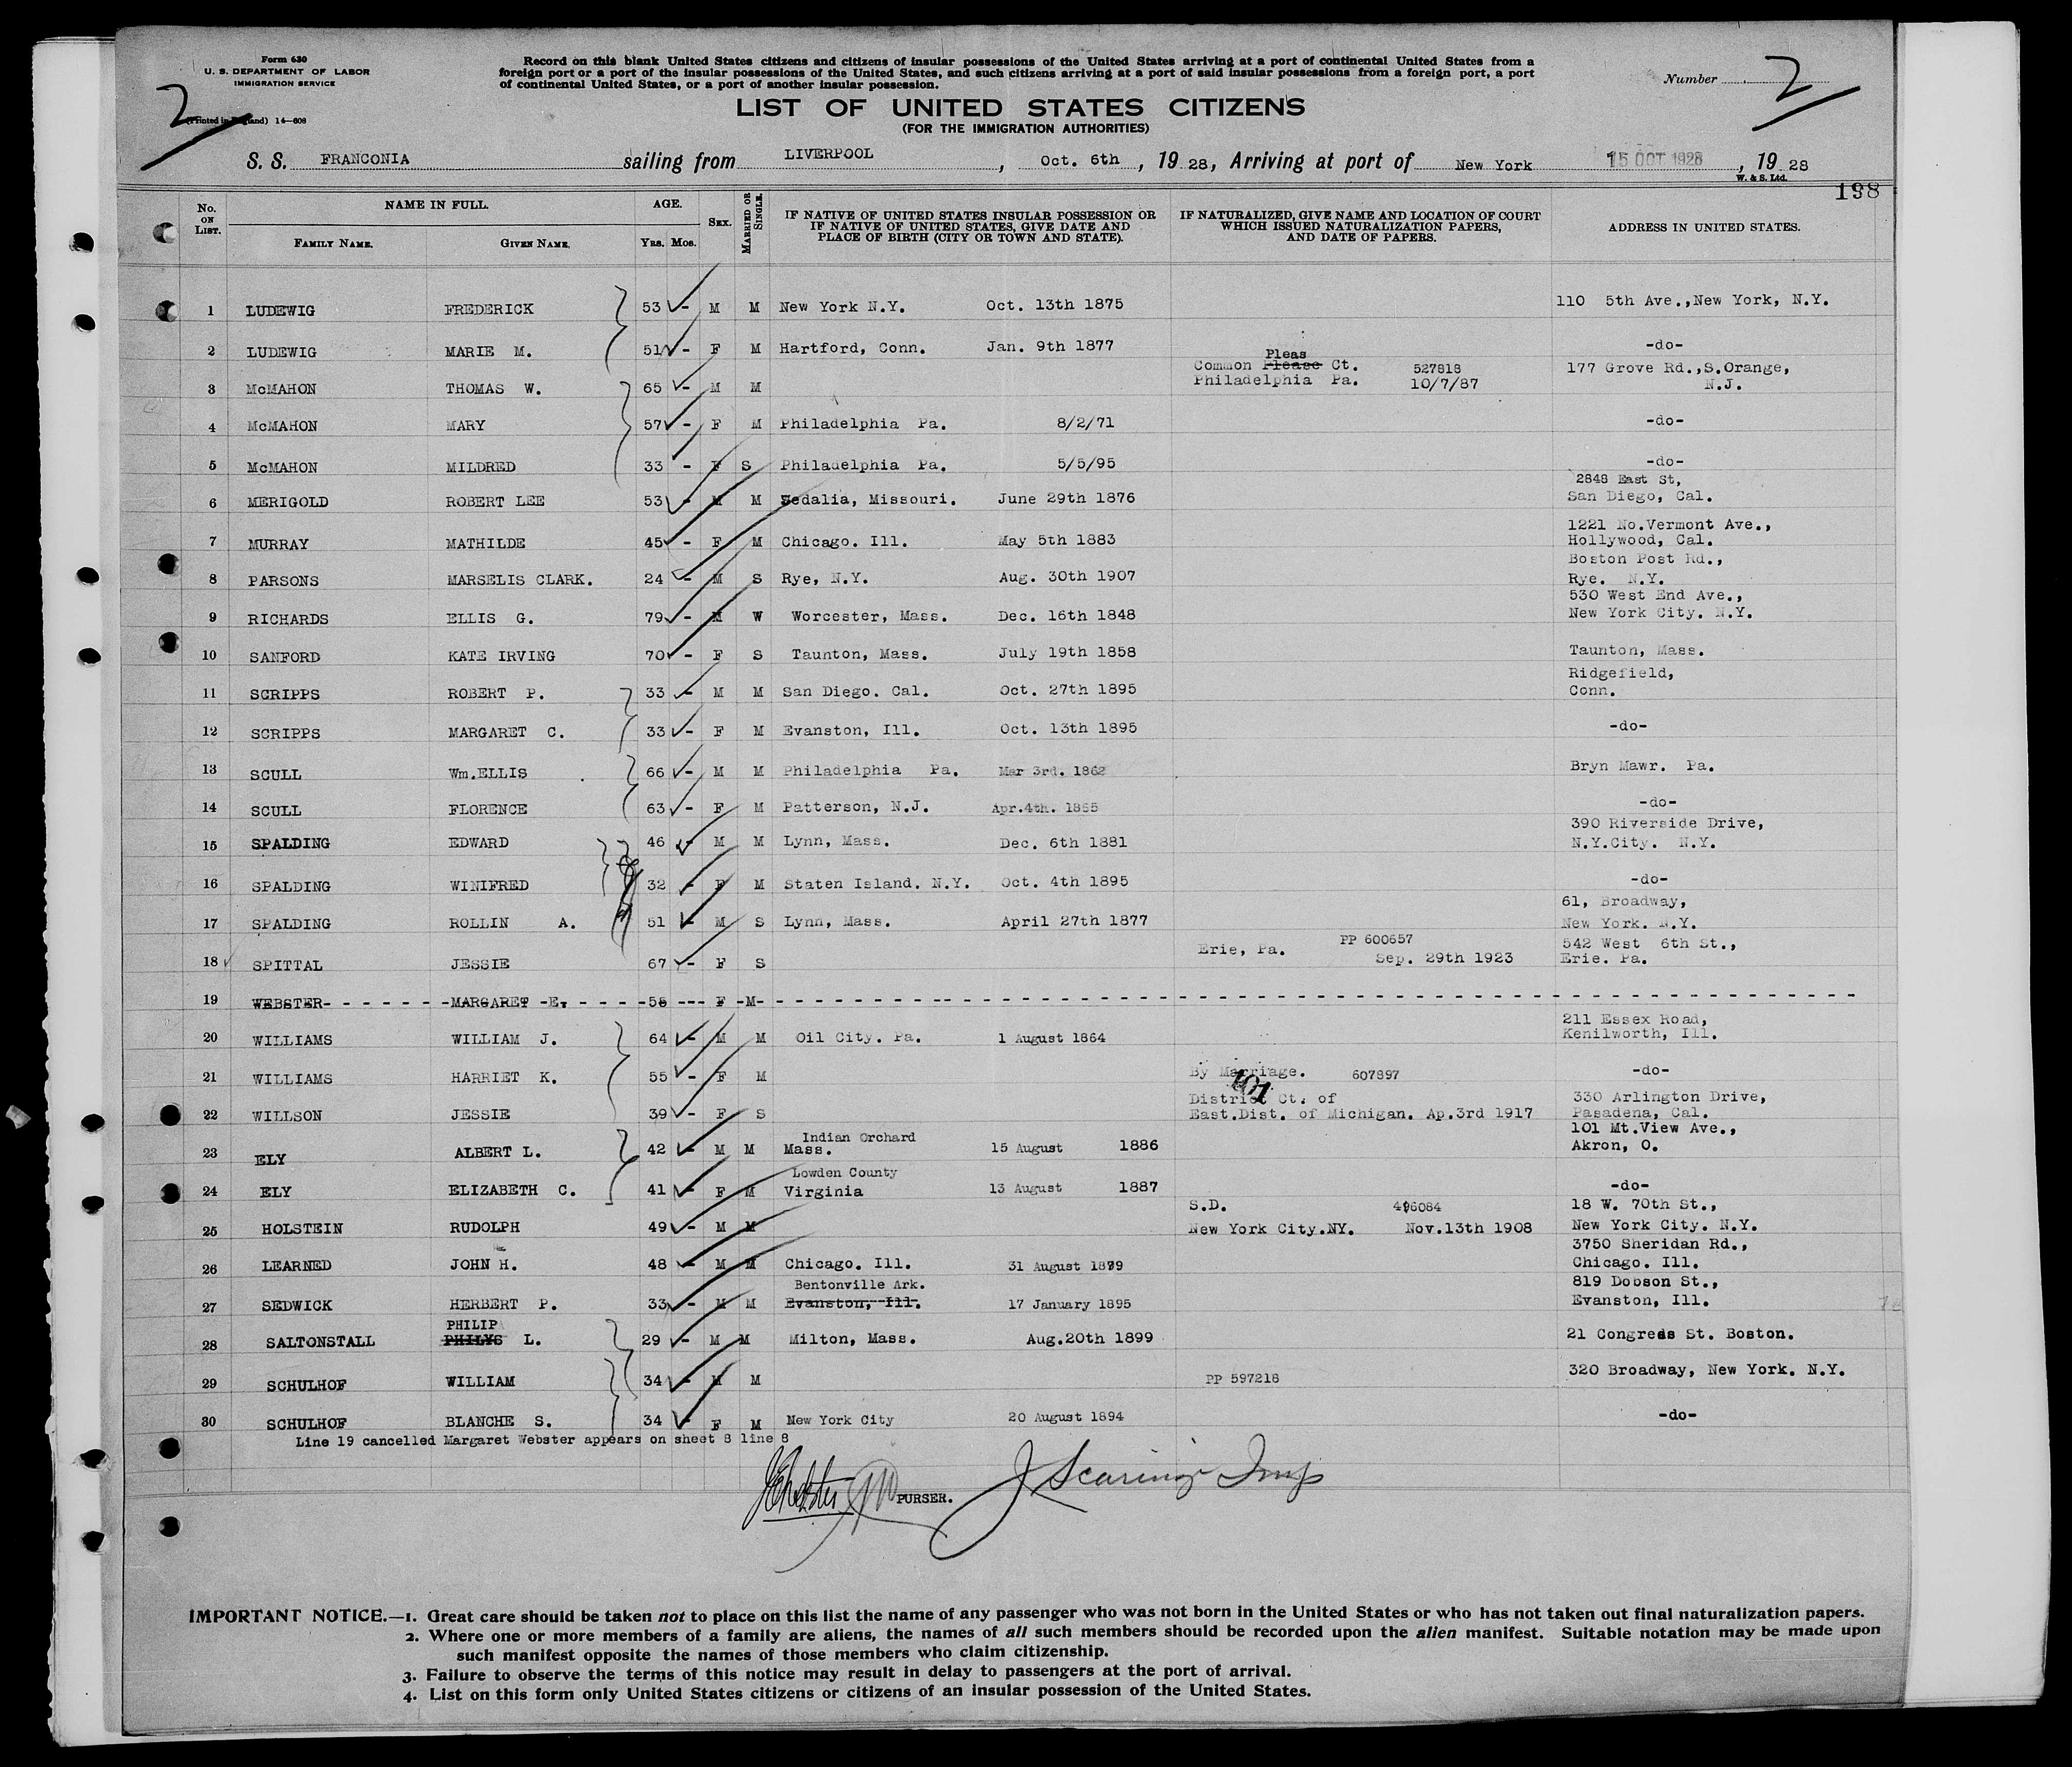 Form 630
U. S. DEPARTMENT OF LABOR
IMMIGRATION SERVICE
(Printed in England) 14—608
2
Record on this blank United States citizens and citizens of insular possessions of the United States arriving at a port of continental United States from a
foreign port or a port of the insular possessions of the United States, and such citizens arriving at a port of said insular possessions from a foreign port, a port
of continental United States, or a port of another insular possession.
Number 2
LIST OF UNITED STATES CITIZENS
(FOR THE IMMIGRATION AUTHORITIES)
S. S. FRANCONIA sailing from LIVERPOOL, Oct. 6th, 1928, Arriving at port of New York 15 OCT 1928, 1928
W. & S. Ltd.
198
No. ON LIST. NAME IN FULL. FAMILY NAME. GIVEN NAME. AGE. YRS. MOS. SEX. MARRIED OR SINGLE. IF NATIVE OF UNITED STATES INSULAR POSSESSION OR IF NATIVE OF UNITED STATES, GIVE DATE AND PLACE OF BIRTH (CITY OR TOWN AND STATE). IF NATURALIZED, GIVE NAME AND LOCATION OF COURT WHICH ISSUED NATURALIZATION PAPERS, AND DATE OF PAPERS. ADDRESS IN UNITED STATES.
1 LUDEWIG FREDERICK 53 - M M New York N.Y. Oct. 13th 1875 110 5th Ave.,New York, N.Y.
2 LUDEWIG MARIE M. 51 - F M Hartford, Conn. Jan. 9th 1877 -do-
Pleas
Common Please Ct. 527818 177 Grove Rd.,S.Orange,
3 McMAHON THOMAS W. 65 - M M Philadelphia Pa. 10/7/87 N.J.
4 McMAHON MARY 57 - F M Philadelphia Pa. 8/2/71 -do-
5 McMAHON MILDRED 33 - F S Philadelphia Pa. 5/5/95 -do-
2848 East St,
6 MERIGOLD ROBERT LEE 53 - M M Sedalia, Missouri. June 29th 1876 San Diego, Cal.
1221 No.Vermont Ave.,
7 MURRAY MATHILDE 45 - F M Chicago. Ill. May 5th 1883 Hollywood, Cal.
Boston Post Rd.,
8 PARSONS MARSELIS CLARK. 24 - M S Rye, N.Y. Aug. 30th 1907 Rye. N.Y.
530 West End Ave.,
9 RICHARDS ELLIS G. 79 - M W Worcester, Mass. Dec. 16th 1848 New York City. N.Y.
10 SANFORD KATE IRVING 70 - F S Taunton, Mass. July 19th 1858 Taunton, Mass.
Ridgefield,
11 SCRIPPS ROBERT P. 33 - M M San Diego. Cal. Oct. 27th 1895 Conn.
12 SCRIPPS MARGARET C. 33 - F M Evanston, Ill. Oct. 13th 1895 -do-
13 SCULL Wm.ELLIS 66 - M M Philadelphia Pa. Mar 3rd. 1862 Bryn Mawr. Pa.
14 SCULL FLORENCE 63 - F M Patterson, N.J. Apr.4th. 1865 -do-
390 Riverside Drive,
15 SPALDING EDWARD 46 - M M Lynn, Mass. Dec. 6th 1881 N.Y.City. N.Y.
16 SPALDING WINIFRED 32 - F M Staten Island. N.Y. Oct. 4th 1895 -do-
61, Broadway,
17 SPALDING ROLLIN A. 51 - M S Lynn, Mass. April 27th 1877 New York. N.Y.
PP 600657 542 West 6th St.,
18 SPITTAL JESSIE 67 - F S Erie, Pa. Sep. 29th 1923 Erie. Pa.
19 WEBSTER MARGARET E. 58 - F M
211 Essex Road,
20 WILLIAMS WILLIAM J. 64 - M M Oil City. Pa. 1 August 1864 Kenilworth, Ill.
21 WILLIAMS HARRIET K. 55 - F M By Marriage. 607897 -do-
101
District Ct. of 330 Arlington Drive,
22 WILLSON JESSIE 39 - F S East.Dist. of Michigan. Ap.3rd 1917 Pasadena, Cal.
Indian Orchard 101 Mt.View Ave.,
23 ELY ALBERT L. 42 - M M Mass. 15 August 1886 Akron, O.
Lowden County
24 ELY ELIZABETH C. 41 - F M Virginia 13 August 1887 -do-
S.D. 496084 18 W. 70th St.,
25 HOLSTEIN RUDOLPH 49 - M M New York City.NY. Nov.13th 1908 New York City. N.Y.
3750 Sheridan Rd.,
26 LEARNED JOHN H. 48 - M M Chicago. Ill. 31 August 1879 Chicago. Ill.
Bentonville Ark. 819 Dobson St.,
27 SEDWICK HERBERT P. 33 - M M Evanston, Ill. 17 January 1895 Evanston, Ill.
PHILIP
28 SALTONSTALL PHILYS L. 29 - M M Milton, Mass. Aug.20th 1899 21 Congress St. Boston.
29 SCHULHOF WILLIAM 34 - M M PP 597218 320 Broadway, New York. N.Y.
30 SCHULHOF BLANCHE S. 34 - F M New York City 20 August 1894 -do-
Line 19 cancelled Margaret Webster appears on sheet 8 line 8
PURSER.
IMPORTANT NOTICE.—1. Great care should be taken not to place on this list the name of any passenger who was not born in the United States or who has not taken out final naturalization papers.
2. Where one or more members of a family are aliens, the names of all such members should be recorded upon the alien manifest. Suitable notation may be made upon
such manifest opposite the names of those members who claim citizenship.
3. Failure to observe the terms of this notice may result in delay to passengers at the port of arrival.
4. List on this form only United States citizens or citizens of an insular possession of the United States.